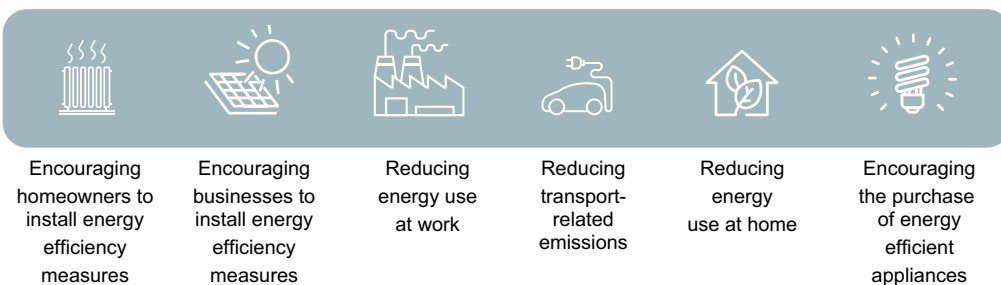 Encouraging
homeowners to
install energy
efficiency
measures
Encouraging
businesses to
install energy
efficiency
measures
Reducing
energy use
at work
Reducing
transport-
related
emissions
Reducing
energy
use at home
Encouraging
the purchase
of energy
efficient
appliances